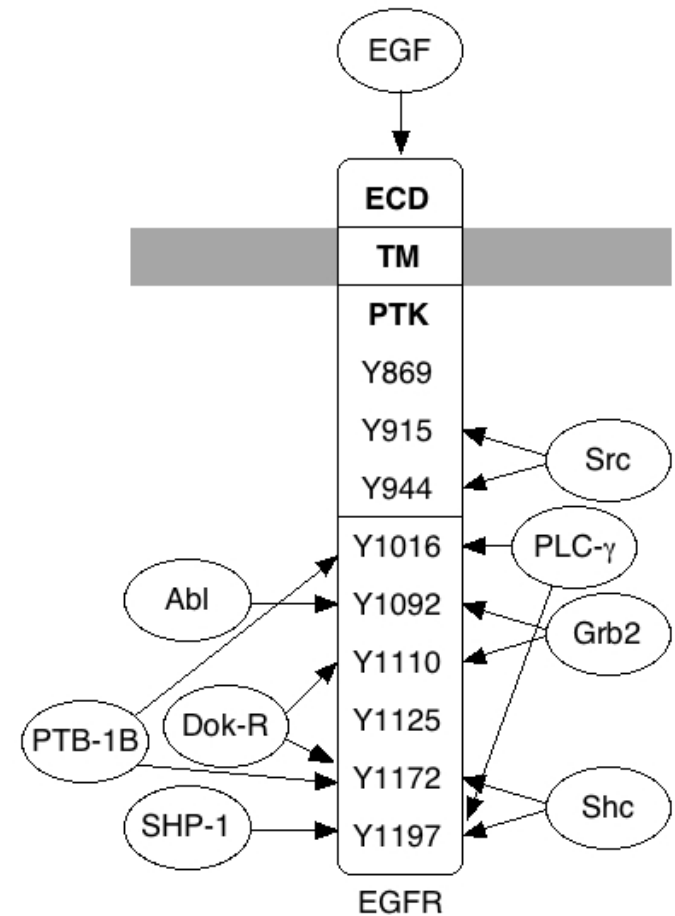 EGF
ECD
TM
PTK
Y869
Y915
Src
Y944
Y1016
PLC-γ
Abl
Y1092
Grb2
Y1110
Dok-R
Y1125
PTB-1B
Y1172
Shc
SHP-1
Y1197
EGFR